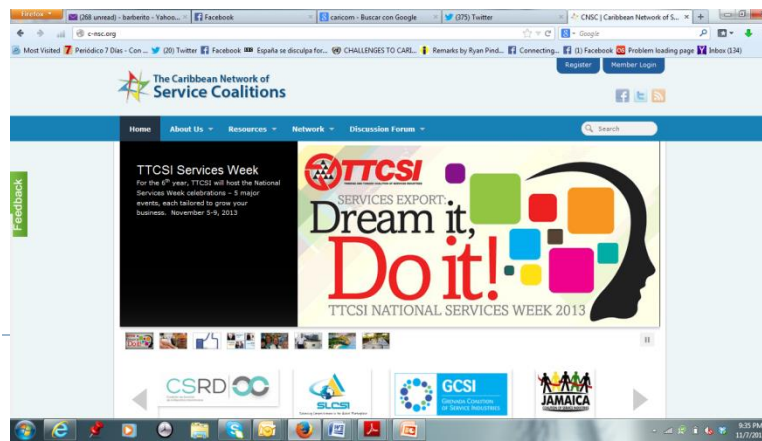 Firefox
(268 unread) - barberito - Yahoo...
Facebook
caricom - Buscar con Google
(375) Twitter
CNSC | Caribbean Network of S...
c-nsc.org
Google
Most Visited
Periódico 7 Días - Con ...
(20) Twitter
Facebook
España se disculpa for...
CHALLENGES TO CARI...
Remarks by Ryan Pind...
Connecting...
(1) Facebook
Problem loading page
Inbox (134)
Register
Member Login
The Caribbean Network of
Service Coalitions
Home
About Us
Resources
Network
Discussion Forum
Search
Feedback
TTCSI Services Week
For the 6th year, TTCSI will host the National
Services Week celebrations – 5 major
events, each tailored to grow your
business. November 5-9, 2013
TTCSI
SERVICES EXPORT:
Dream it,
Do it!
TTCSI NATIONAL SERVICES WEEK 2013
CSRD
SLCSI
GCSI
GRENADA COALITION
OF SERVICE INDUSTRIES
JAMAICA
9:35 PM